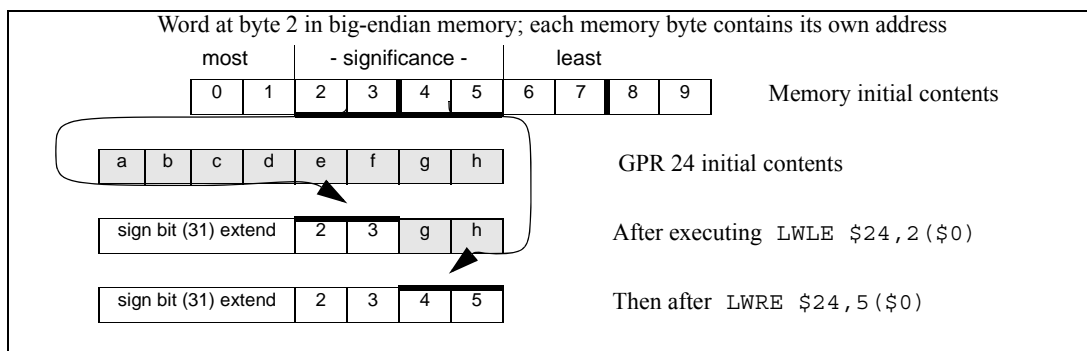 Word at byte 2 in big-endian memory; each memory byte contains its own address
most - significance - least
0 1 2 3 4 5 6 7 8 9 Memory initial contents
a b c d e f g h GPR 24 initial contents
sign bit (31) extend 2 3 g h After executing LWLE $24,2($0)
sign bit (31) extend 2 3 4 5 Then after LWRE $24,5($0)